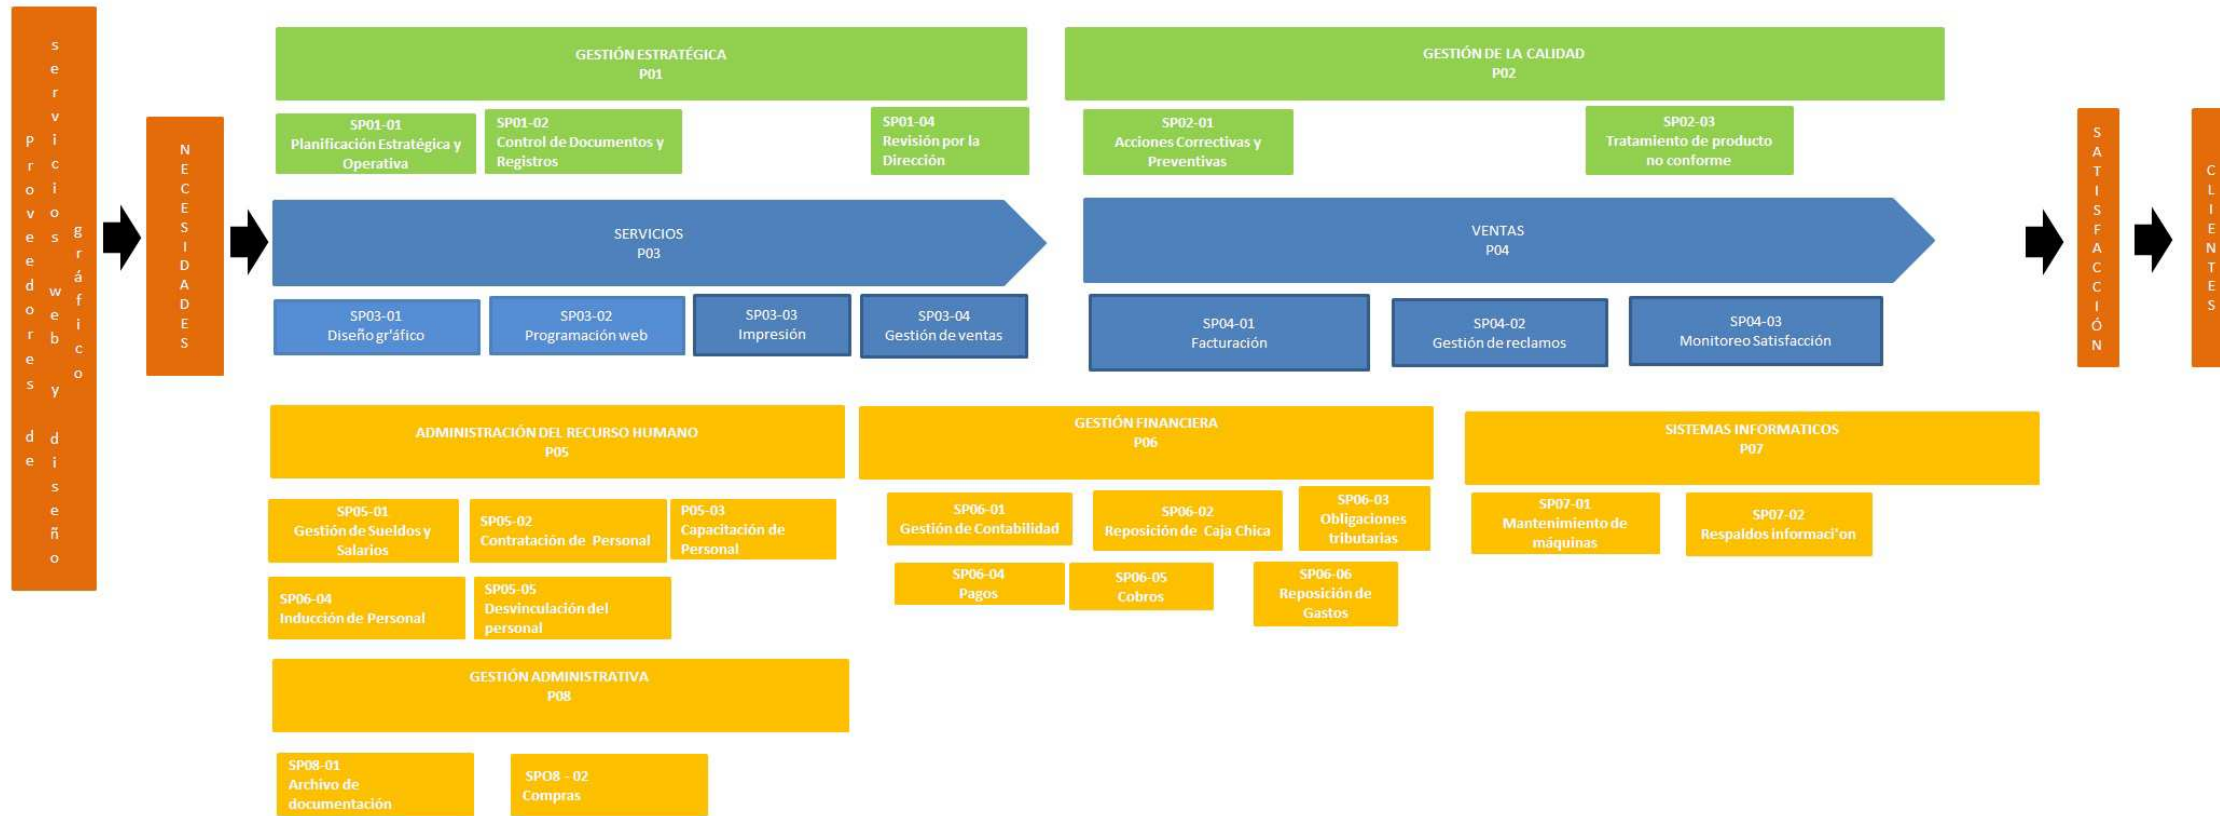 Proveedores de
servicios web y diseño
gráfico
NECESIDADES
GESTIÓN ESTRATÉGICA
P01
SP01-01
Planificación Estratégica y
Operativa
SP01-02
Control de Documentos y
Registros
SP01-04
Revisión por la
Dirección
GESTIÓN DE LA CALIDAD
P02
SP02-01
Acciones Correctivas y
Preventivas
SP02-03
Tratamiento de producto
no conforme
SERVICIOS
P03
SP03-01
Diseño gr'áfico
SP03-02
Programación web
SP03-03
Impresión
SP03-04
Gestión de ventas
VENTAS
P04
SP04-01
Facturación
SP04-02
Gestión de reclamos
SP04-03
Monitoreo Satisfacción
ADMINISTRACIÓN DEL RECURSO HUMANO
P05
SP05-01
Gestión de Sueldos y
Salarios
SP05-02
Contratación de Personal
P05-03
Capacitación de
Personal
SP06-04
Inducción de Personal
SP05-05
Desvinculación del
personal
GESTIÓN FINANCIERA
P06
SP06-01
Gestión de Contabilidad
SP06-02
Reposición de Caja Chica
SP06-03
Obligaciones
tributarias
SP06-04
Pagos
SP06-05
Cobros
SP06-06
Reposición de
Gastos
SISTEMAS INFORMATICOS
P07
SP07-01
Mantenimiento de
máquinas
SP07-02
Respaldos informaci'on
GESTIÓN ADMINISTRATIVA
P08
SP08-01
Archivo de
documentación
SPO8 - 02
Compras
SATISFACCIÓN
CLIENTES